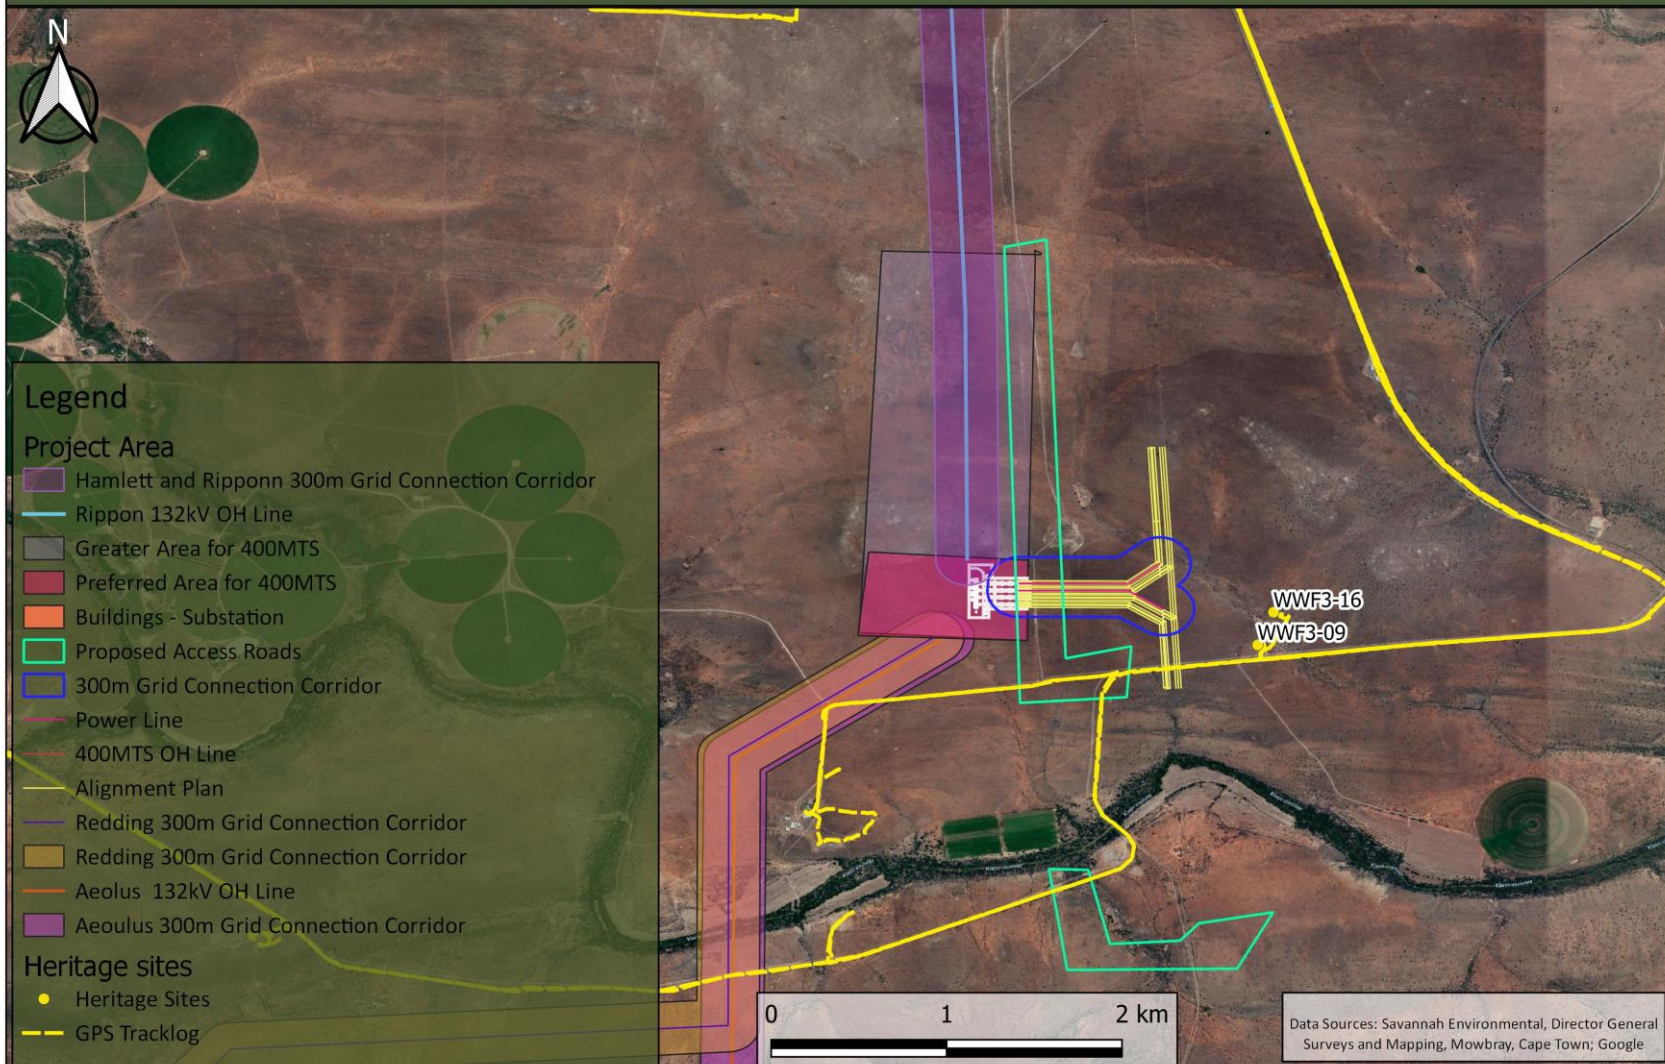 N
Legend
Project Area
Hamlett and Ripponn 300m Grid Connection Corridor
Rippon 132kV OH Line
Greater Area for 400MTS
Preferred Area for 400MTS
Buildings - Substation
Proposed Access Roads
300m Grid Connection Corridor
Power Line
400MTS OH Line
Alignment Plan
Redding 300m Grid Connection Corridor
Redding 300m Grid Connection Corridor
Aeolus 132kV OH Line
Aeoulus 300m Grid Connection Corridor
Heritage sites
Heritage Sites
GPS Tracklog
WWF3-16
WWF3-09
0 1 2 km
Data Sources: Savannah Environmental, Director General
Surveys and Mapping, Mowbray, Cape Town; Google